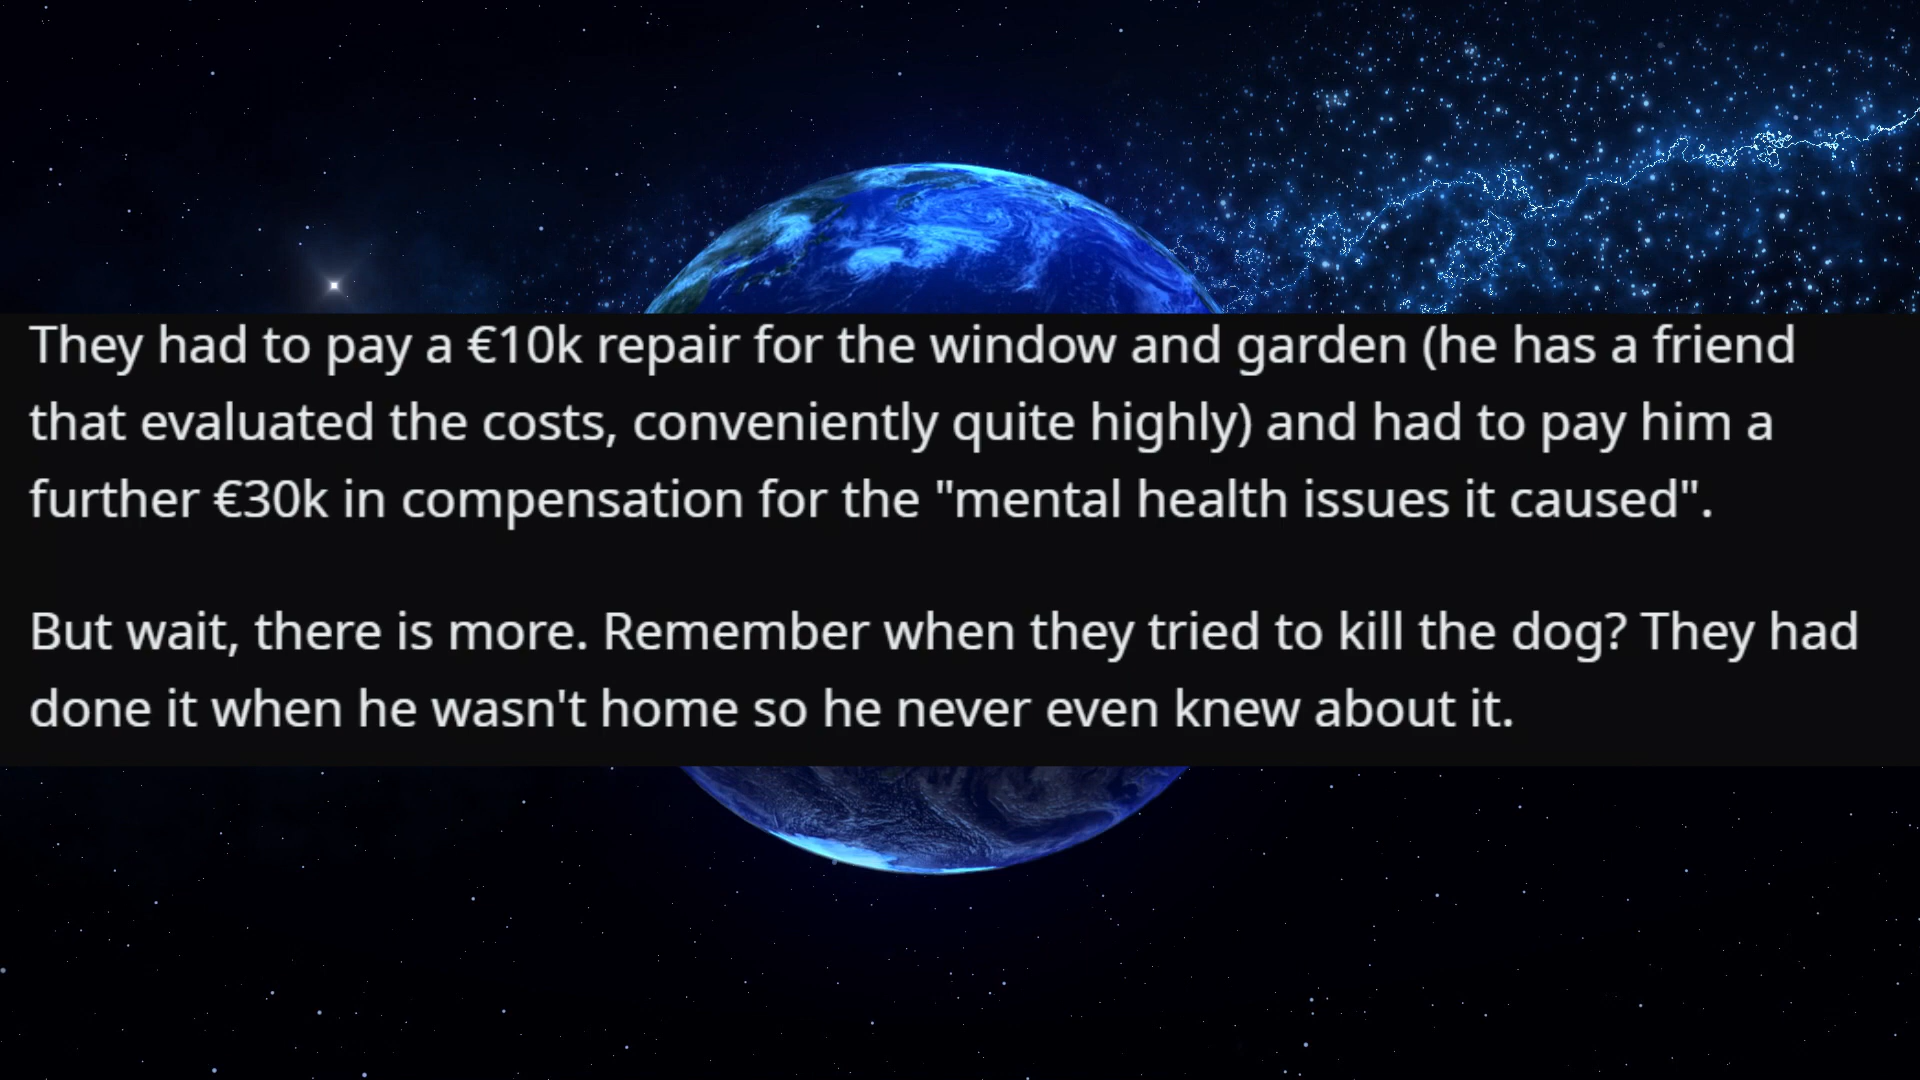 They had to pay a €10k repair for the window and garden (he has a friend
that evaluated the costs, conveniently quite highly) and had to pay him a
further €30k in compensation for the "mental health issues it caused".
But wait, there is more. Remember when they tried to kill the dog? They had
done it when he wasn't home so he never even knew about it.